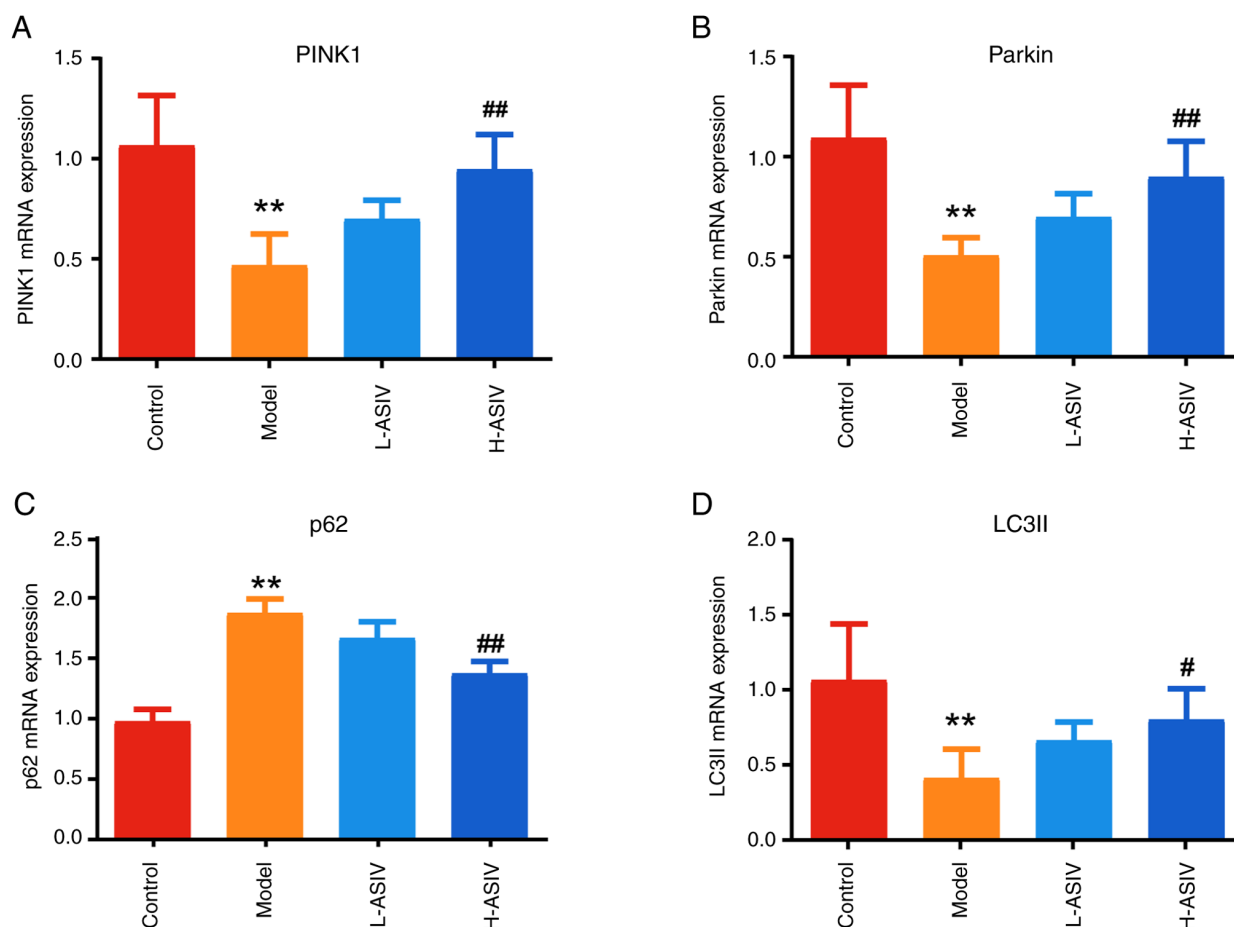 A
PINK1
PINK1 mRNA expression
1.5
1.0
0.5
0.0
**
##
Control
Model
L-ASIV
H-ASIV
B
Parkin
Parkin mRNA expression
1.5
1.0
0.5
0.0
**
##
Control
Model
L-ASIV
H-ASIV
C
p62
p62 mRNA expression
2.5
2.0
1.5
1.0
0.5
0.0
**
##
Control
Model
L-ASIV
H-ASIV
D
LC3II
LC3II mRNA expression
2.0
1.5
1.0
0.5
0.0
**
#
Control
Model
L-ASIV
H-ASIV